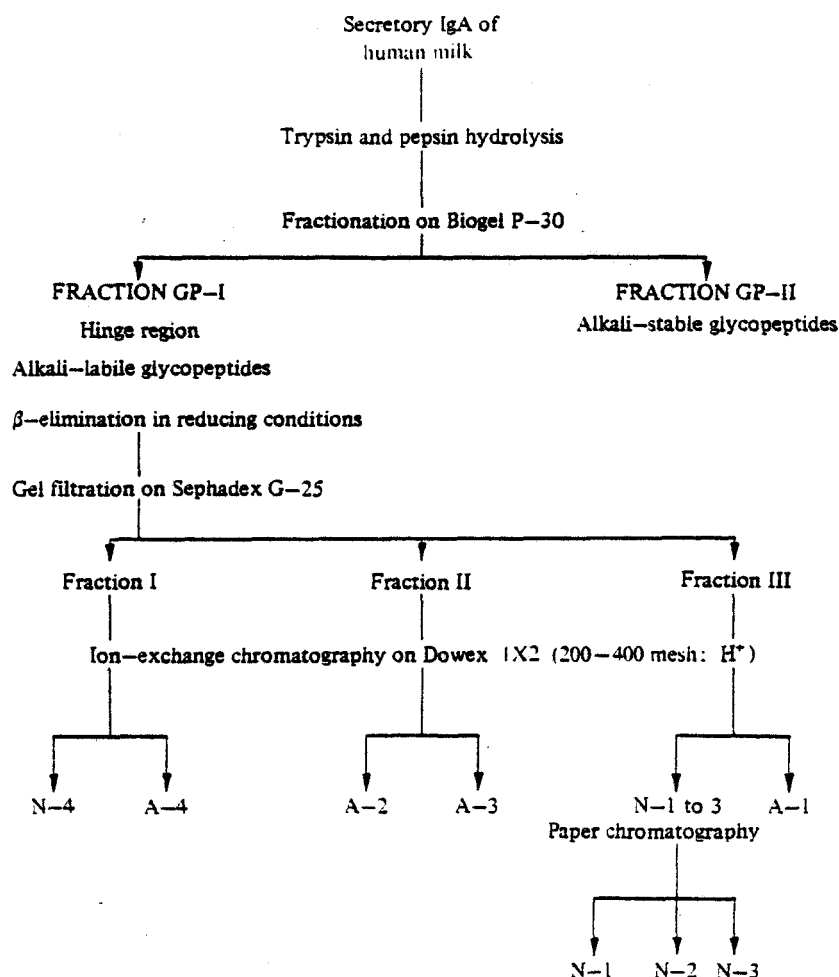 Secretory IgA of
human milk
Trypsin and pepsin hydrolysis
Fractionation on Biogel P–30
FRACTION GP–I
FRACTION GP–II
Hinge region
Alkali–stable glycopeptides
Alkali–labile glycopeptides
β–elimination in reducing conditions
Gel filtration on Sephadex G–25
Fraction I
Fraction II
Fraction III
Ion–exchange chromatography on Dowex 1X2 (200–400 mesh: H⁺)
N–4
A–4
A–2
A–3
N–1 to 3
A–1
Paper chromatography
N–1
N–2
N–3